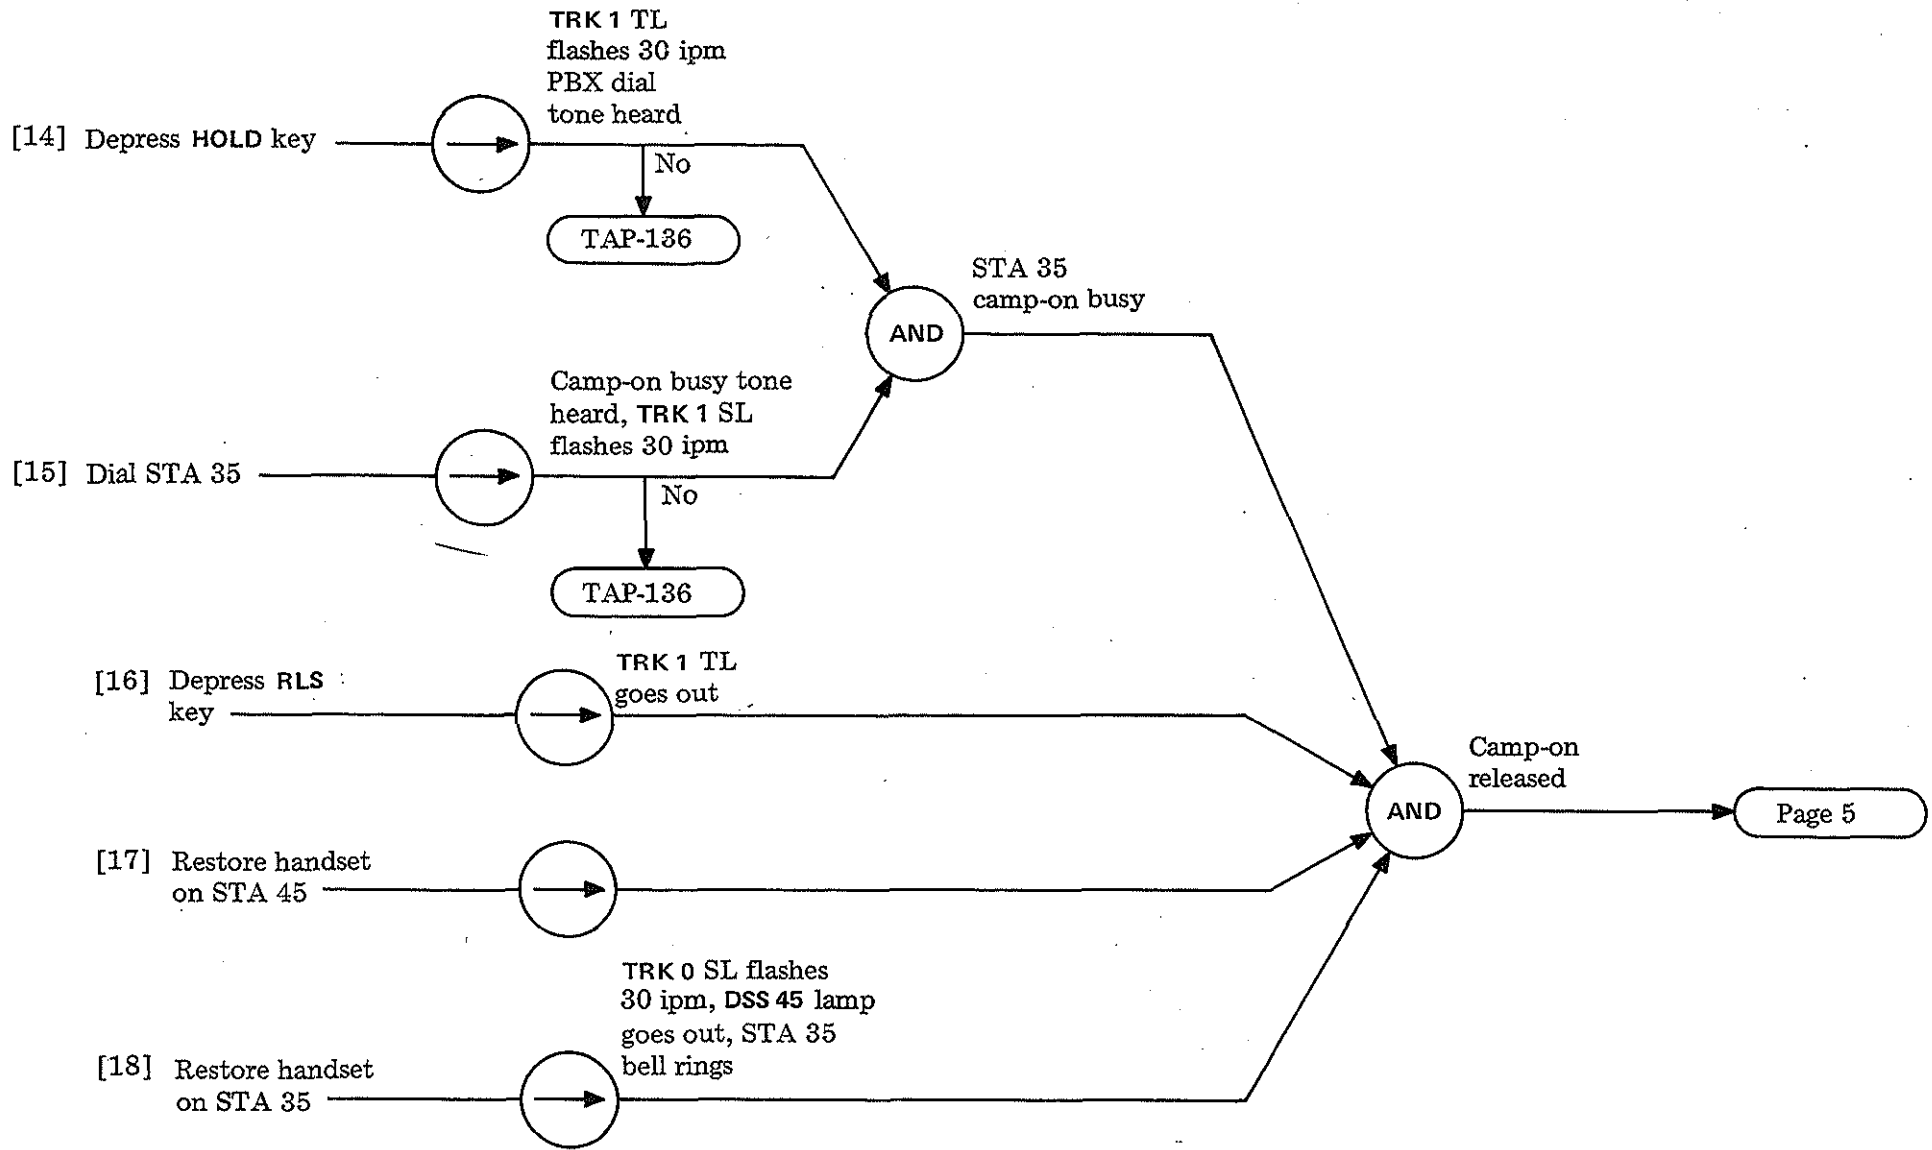 TRK 1 TL
flashes 30 ipm
PBX dial
tone heard
[14] Depress HOLD key
No
TAP-136
STA 35
camp-on busy
AND
Camp-on busy tone
heard, TRK 1 SL
flashes 30 ipm
[15] Dial STA 35
No
TAP-136
TRK 1 TL
goes out
[16] Depress RLS
key
Camp-on
released
AND
Page 5
[17] Restore handset
on STA 45
TRK 0 SL flashes
30 ipm, DSS 45 lamp
goes out, STA 35
bell rings
[18] Restore handset
on STA 35